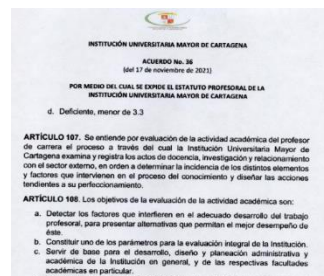 INSTITUCIÓN UNIVERSITARIA MAYOR DE CARTAGENA
ACUERDO No. 36
(del 17 de noviembre de 2021)
POR MEDIO DEL CUAL SE EXPIDE EL ESTATUTO PROFESORAL DE LA
INSTITUCIÓN UNIVERSITARIA MAYOR DE CARTAGENA
d. Deficiente, menor de 3.3
ARTÍCULO 107. Se entiende por evaluación de la actividad académica del profesor
de carrera el proceso a través del cual la Institución Universitaria Mayor de
Cartagena examina y registra los actos de docencia, investigación y relacionamiento
con el sector externo, en orden a determinar la incidencia de los distintos elementos
y factores que intervienen en el proceso del conocimiento y diseñar las acciones
tendientes a su perfeccionamiento.
ARTÍCULO 108. Los objetivos de la evaluación de la actividad académica son:
a. Detectar los factores que interfieren en el adecuado desarrollo del trabajo
profesoral, para presentar alternativas que permitan el mejor desempeño de
éste.
b. Constituir uno de los parámetros para la evaluación integral de la Institución.
c. Servir de base para el desarrollo, diseño y planeación administrativa y
académica de la Institución en general, y de las respectivas facultades
académicas en particular.